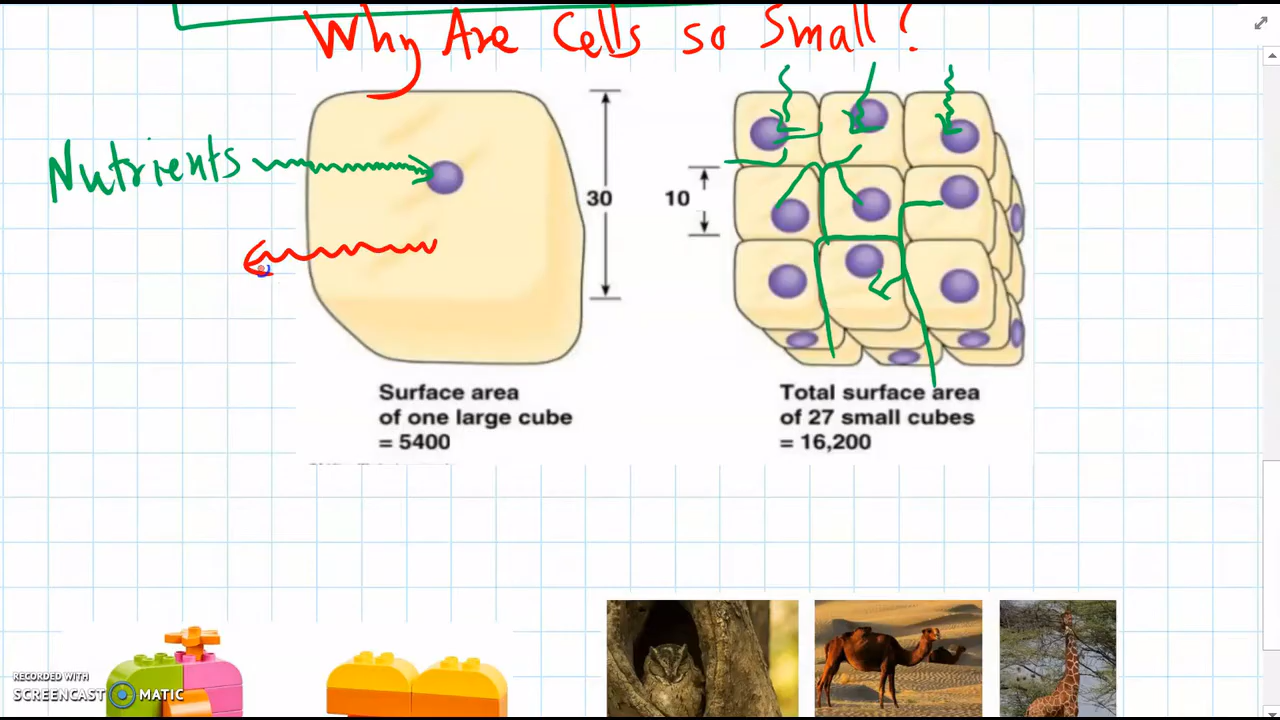 Why Are Cells so Small?
Nutrients
30
10
Surface area
of one large cube
= 5400
Total surface area
of 27 small cubes
= 16,200
RECORDED WITH
SCREENCAST MATIC